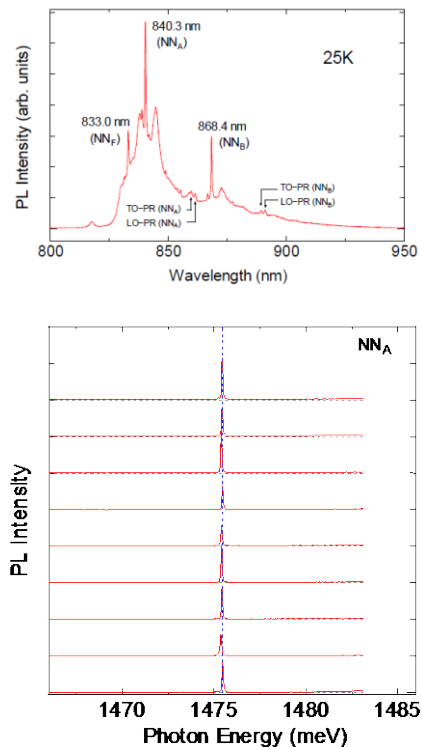 840.3 nm
(NNA)
25K
833.0 nm
(NNF)
868.4 nm
(NNB)
TO-PR (NNA)
LO-PR (NNA)
TO-PR (NNB)
LO-PR (NNB)
PL Intensity (arb. units)
800 850 900 950
Wavelength (nm)
NNA
PL Intensity
1470 1475 1480 1485
Photon Energy (meV)